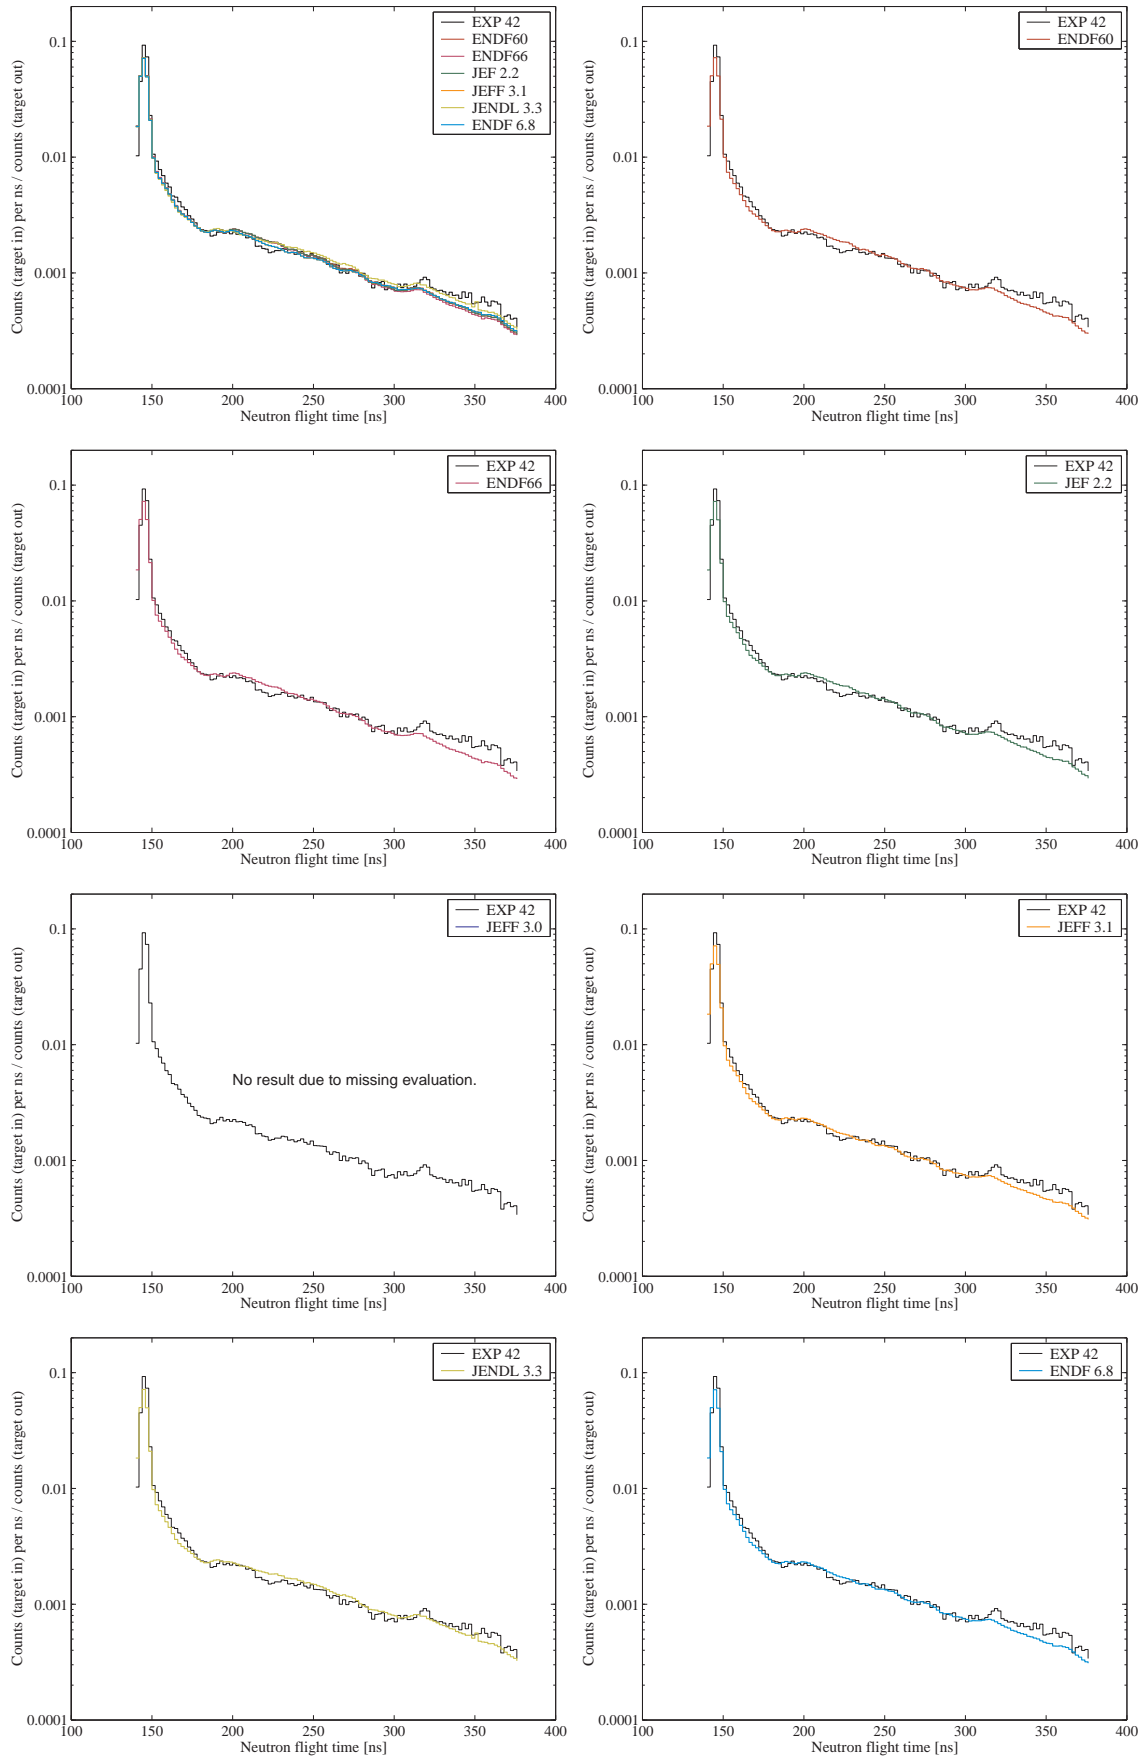 EXP 42
ENDF60
ENDF66
JEF 2.2
JEFF 3.1
JENDL 3.3
ENDF 6.8
0.1
0.01
0.001
0.0001
100 150 200 250 300 350 400
Neutron flight time [ns]
Counts (target in) per ns / counts (target out)
EXP 42
ENDF60
0.1
0.01
0.001
0.0001
100 150 200 250 300 350 400
Neutron flight time [ns]
Counts (target in) per ns / counts (target out)
EXP 42
ENDF66
0.1
0.01
0.001
0.0001
100 150 200 250 300 350 400
Neutron flight time [ns]
Counts (target in) per ns / counts (target out)
EXP 42
JEF 2.2
0.1
0.01
0.001
0.0001
100 150 200 250 300 350 400
Neutron flight time [ns]
Counts (target in) per ns / counts (target out)
EXP 42
JEFF 3.0
0.1
0.01
No result due to missing evaluation.
0.001
0.0001
100 150 200 250 300 350 400
Neutron flight time [ns]
Counts (target in) per ns / counts (target out)
EXP 42
JEFF 3.1
0.1
0.01
0.001
0.0001
100 150 200 250 300 350 400
Neutron flight time [ns]
Counts (target in) per ns / counts (target out)
EXP 42
JENDL 3.3
0.1
0.01
0.001
0.0001
100 150 200 250 300 350 400
Neutron flight time [ns]
Counts (target in) per ns / counts (target out)
EXP 42
ENDF 6.8
0.1
0.01
0.001
0.0001
100 150 200 250 300 350 400
Neutron flight time [ns]
Counts (target in) per ns / counts (target out)